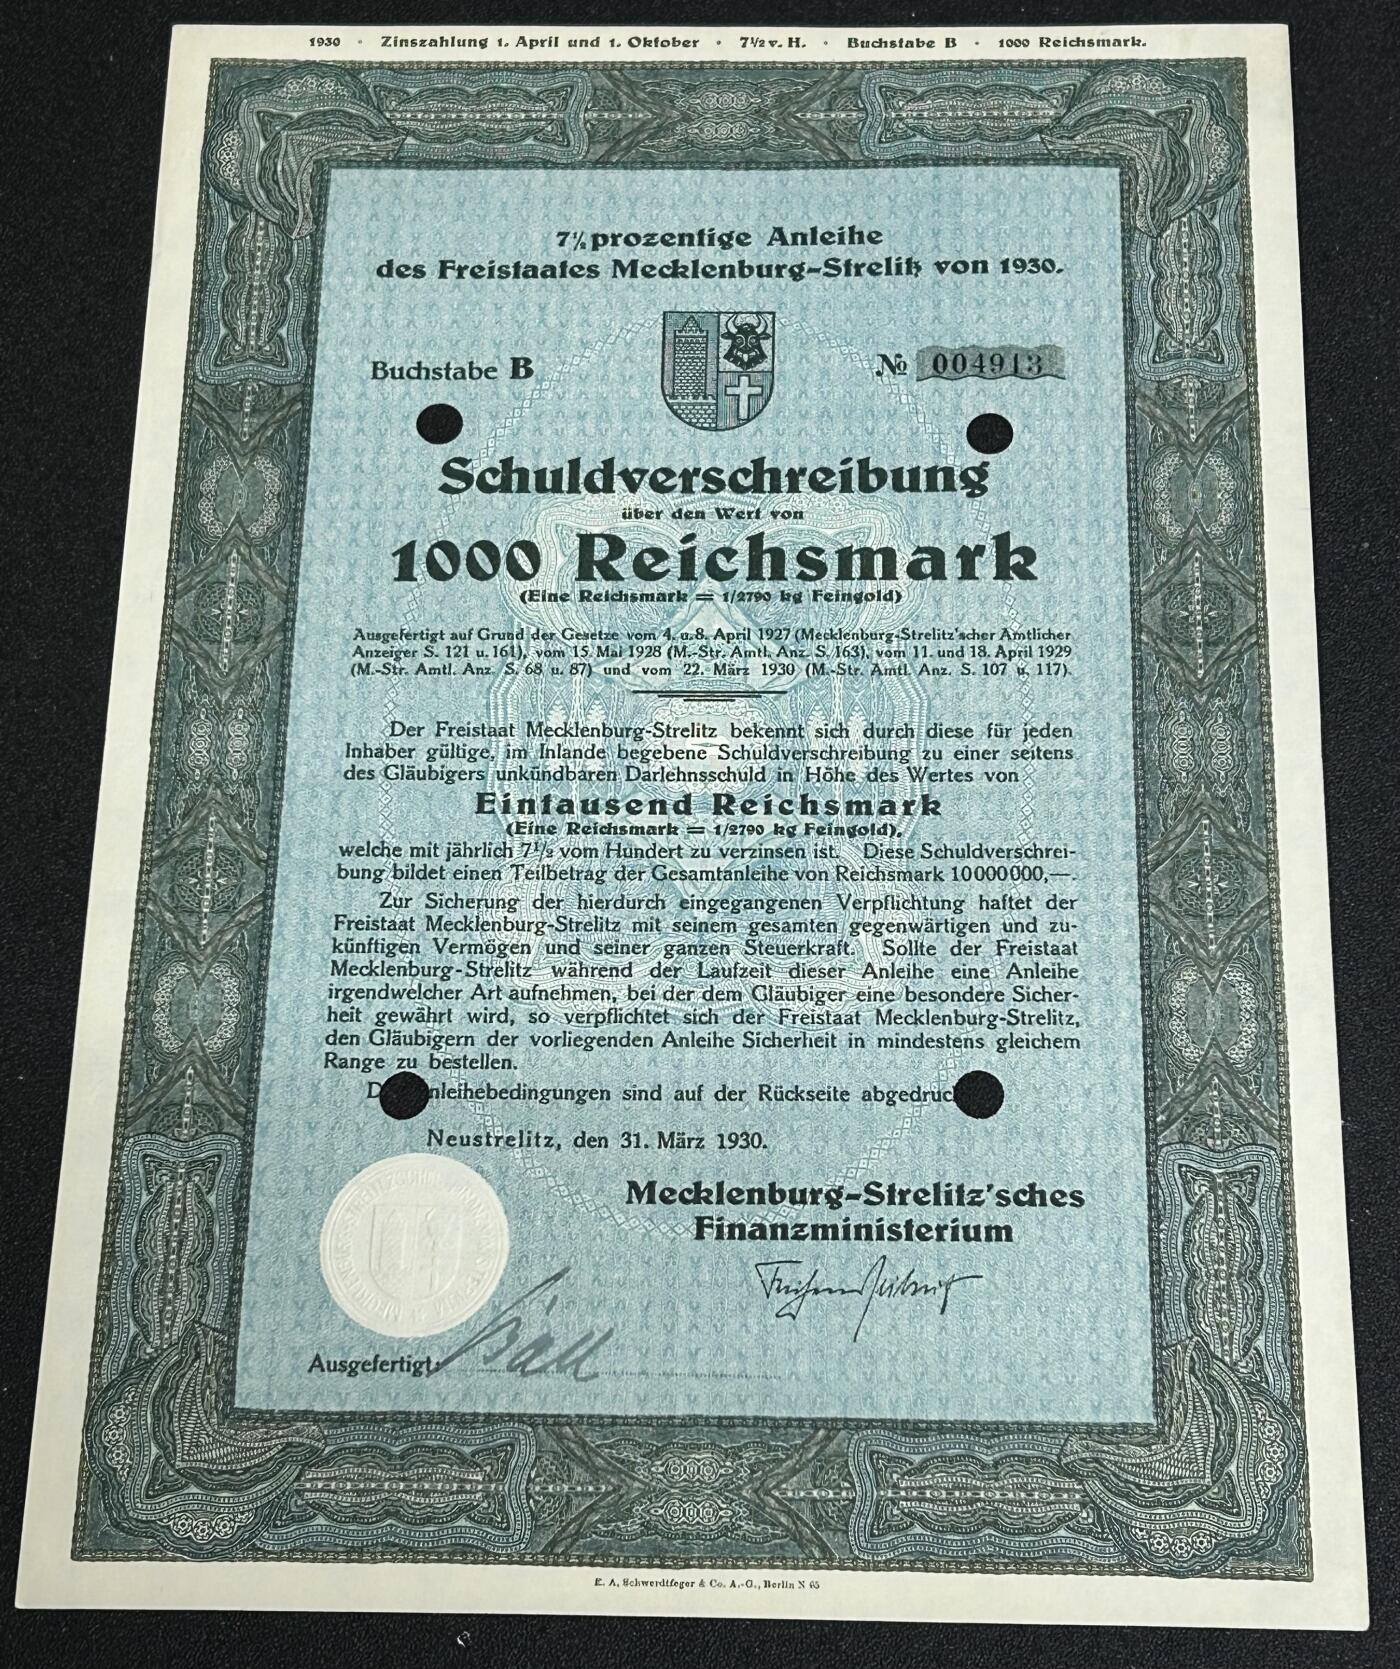 1930 • Zinszahlung 1. April und 1. Oktober • 7½ v. H. • Buchstabe B • 1000 Reichsmark.
7½ prozentige Anleihe
des Freistaates Mecklenburg-Strelitz von 1930.
Buchstabe B
№ 004913
Schuldverschreibung
über den Wert von
1000 Reichsmark
(Eine Reichsmark = 1/2790 kg Feingold)
Ausgefertigt auf Grund der Gesetze vom 4. u. 8. April 1927 (Mecklenburg-Strelitz'scher Amtlicher
Anzeiger S. 121 u. 161), vom 15. Mai 1928 (M.-Str. Amtl. Anz. S. 163), vom 11. und 18. April 1929
(M.-Str. Amtl. Anz. S. 68 u. 87) und vom 22. März 1930 (M.-Str. Amtl. Anz. S. 107 u. 117).
Der Freistaat Mecklenburg-Strelitz bekennt sich durch diese für jeden
Inhaber gültige, im Inlande begebene Schuldverschreibung zu einer seitens
des Gläubigers unkündbaren Darlehnsschuld in Höhe des Wertes von
Eintausend Reichsmark
(Eine Reichsmark = 1/2790 kg Feingold),
welche mit jährlich 7½ vom Hundert zu verzinsen ist. Diese Schuldverschrei-
bung bildet einen Teilbetrag der Gesamtanleihe von Reichsmark 10000000,—.
Zur Sicherung der hierdurch eingegangenen Verpflichtung haftet der
Freistaat Mecklenburg-Strelitz mit seinem gesamten gegenwärtigen und zu-
künftigen Vermögen und seiner ganzen Steuerkraft. Sollte der Freistaat
Mecklenburg-Strelitz während der Laufzeit dieser Anleihe eine Anleihe
irgendwelcher Art aufnehmen, bei der dem Gläubiger eine besondere Sicher-
heit gewährt wird, so verpflichtet sich der Freistaat Mecklenburg-Strelitz,
den Gläubigern der vorliegenden Anleihe Sicherheit in mindestens gleichem
Range zu bestellen.
D nleihebedingungen sind auf der Rückseite abgedruc
Neustrelitz, den 31. März 1930.
Mecklenburg-Strelitz'sches
Finanzministerium
Ausgefertigt:
E. A. Schwerdtfeger & Co. A.-G., Berlin N 65